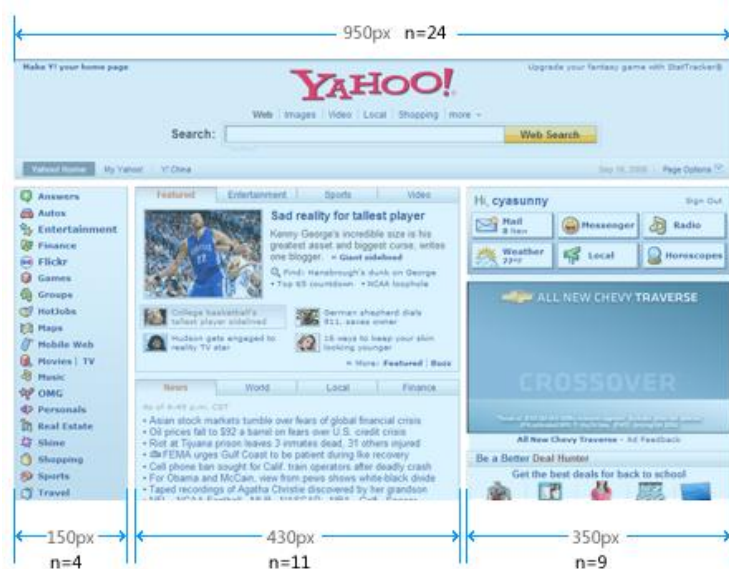 950px n=24
Make Y! your home page
Upgrade your fantasy game with StatTracker®
YAHOO!
Web | Images | Video | Local | Shopping | more
Search:
Web Search
Yahoo! Home My Yahoo! Y! China
Sep 16, 2008 Page Options
Answers
Autos
Entertainment
Finance
Flickr
Games
Groups
HotJobs
Maps
Mobile Web
Movies | TV
Music
OMG
Personals
Real Estate
Shine
Shopping
Sports
Travel
Featured Entertainment Sports Video
Sad reality for tallest player
Kenny George's incredible size is his
greatest asset and biggest curse, writes
one blogger. » Giant sidelined
Find: Hansbrough's dunk on George
• Top 65 countdown • NCAA loophole
College basketball's
tallest player sidelined
German shepherd dials
911, saves owner
Hudson gets engaged to
reality TV star
16 ways to keep your skin
looking younger
» More: Featured | Buzz
News World Local Finance
As of 6:49 p.m. CDT
• Asian stock markets tumble over fears of global financial crisis
• Oil prices fall to $92 a barrel on fears over U.S. credit crisis
• Riot at Tijuana prison leaves 3 inmates dead, 31 others injured
• FEMA urges Gulf Coast to be patient during Ike recovery
• Cell phone ban sought for Calif. train operators after deadly crash
• For Obama and McCain, view from pews shows white-black divide
• Taped recordings of Agatha Christie discovered by her grandson
Hi, cyasunny
Sign Out
Mail
8 Messenger Radio
Weather
77°F Local Horoscopes
ALL NEW CHEVY TRAVERSE
CROSSOVER
All New Chevy Traverse - Ad Feedback
Be a Better Deal Hunter
Get the best deals for back to school
150px
n=4
430px
n=11
350px
n=9